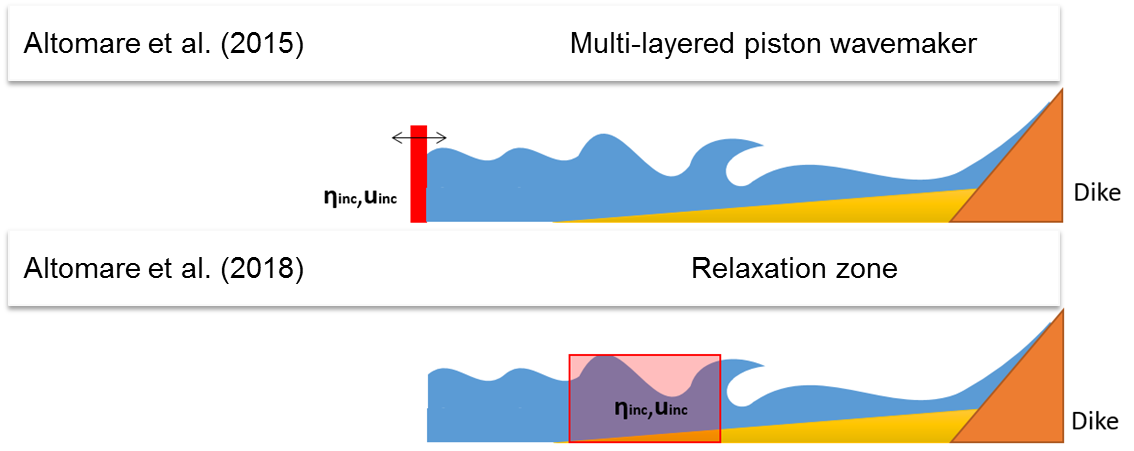 Altomare et al. (2015) Multi-layered piston wavemaker
ηinc,uinc
Dike
Altomare et al. (2018) Relaxation zone
ηinc,uinc
Dike